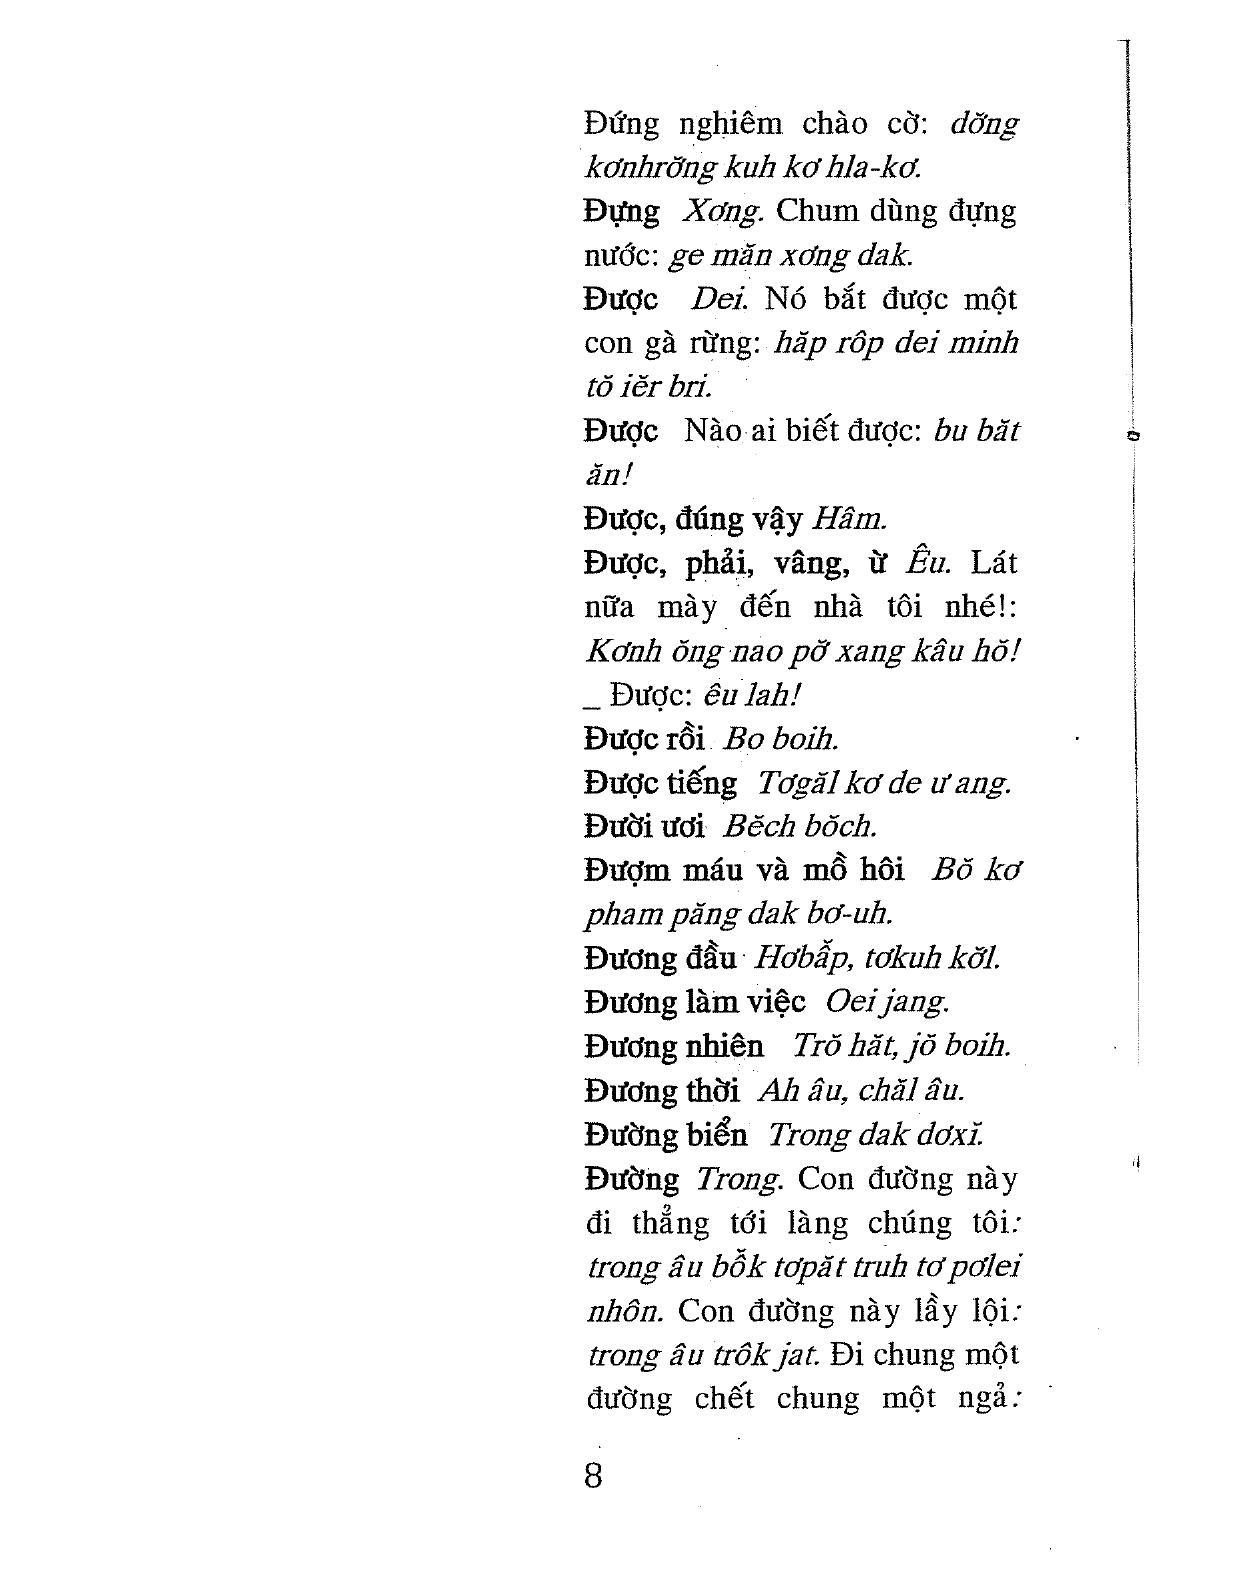 Đứng nghiêm chào cờ: dơ̆ng
kơnhrơ̆ng kuh kơ hla-kơ.
Đựng Xơng. Chum dùng đựng
nước: ge măn xơng dak.
Được Dei. Nó bắt được một
con gà rừng: hăp rôp dei minh
tŏ iĕr bri.
Được Nào ai biết được: bu băt
ăn!
Được, đúng vậy Hâm.
Được, phải, vâng, ừ Êu. Lát
nữa mày đến nhà tôi nhé!:
Kơnh ŏng nao pơ̆ xang kâu hŏ!
_ Được: êu lah!
Được rồi Bo boih.
Được tiếng Tơgăl kơ de ư ang.
Đười ươi Bĕch bŏch.
Đượm máu và mồ hôi Bŏ kơ
pham păng dak bơ-uh.
Đương đầu Hơbâ̆p, tơkuh kơ̆l.
Đương làm việc Oei jang.
Đương nhiên Trŏ hăt, jŏ boih.
Đương thời Ah âu, chăl âu.
Đường biển Trong dak dơxĭ.
Đường Trong. Con đường này
đi thẳng tới làng chúng tôi:
trong âu bô̆k tơpăt truh tơ pơlei
nhôn. Con đường này lầy lội:
trong âu trôk jat. Đi chung một
đường chết chung một ngả:
8